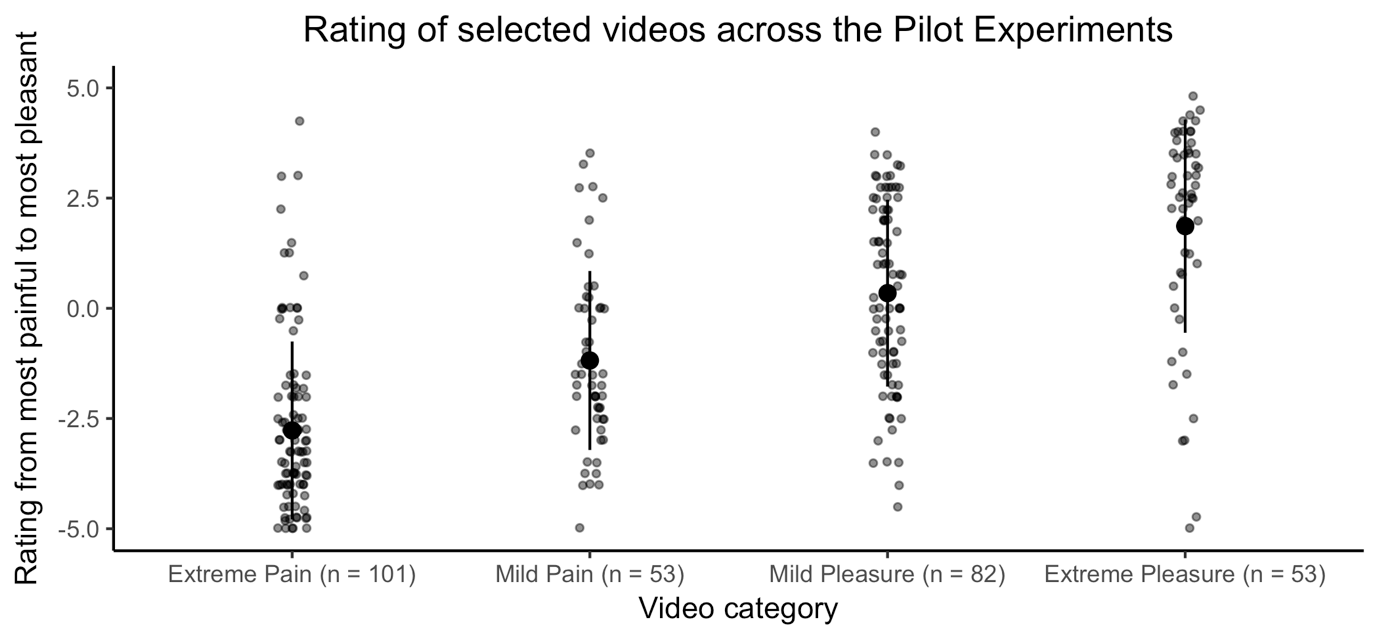 Rating of selected videos across the Pilot Experiments
Rating from most painful to most pleasant
5.0
2.5
0.0
-2.5
-5.0
Extreme Pain (n = 101)
Mild Pain (n = 53)
Mild Pleasure (n = 82)
Extreme Pleasure (n = 53)
Video category